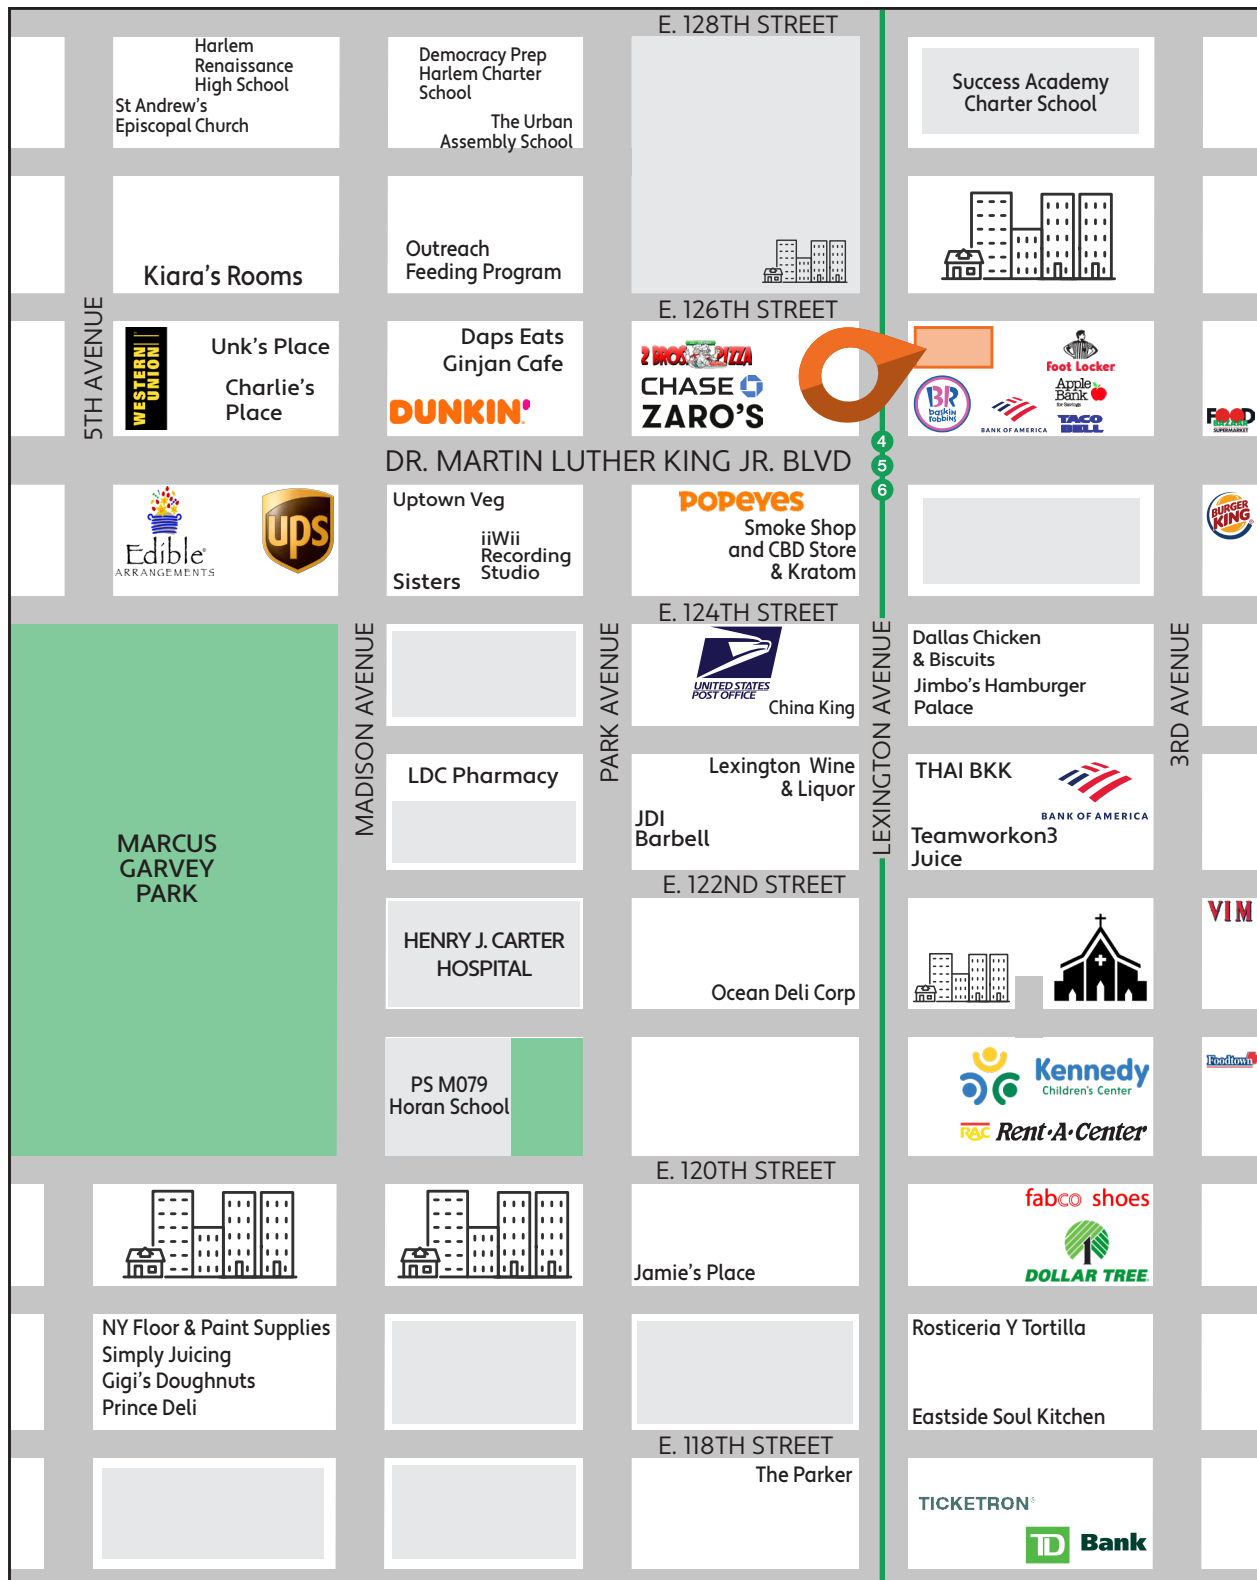 E. 128TH STREET
Harlem
Renaissance
High School
St Andrew's
Episcopal Church
Democracy Prep
Harlem Charter
School
The Urban
Assembly School
Success Academy
Charter School
Kiara's Rooms
Outreach
Feeding Program
E. 126TH STREET
5TH AVENUE
WESTERN
UNION
Unk's Place
Charlie's
Place
Daps Eats
Ginjan Cafe
DUNKIN'
2 BROS PIZZA
CHASE
ZARO'S
BR
baskin
robbins
BANK OF AMERICA
Foot Locker
Apple
Bank
for Savings
TACO
BELL
FOOD
BAZAAR
SUPERMARKET
DR. MARTIN LUTHER KING JR. BLVD
4
5
6
Edible®
ARRANGEMENTS
ups
Uptown Veg
iiWii
Recording
Studio
Sisters
POPEYES
Smoke Shop
and CBD Store
& Kratom
BURGER
KING
E. 124TH STREET
MADISON AVENUE
PARK AVENUE
LEXINGTON AVENUE
3RD AVENUE
UNITED STATES
POST OFFICE
China King
Dallas Chicken
& Biscuits
Jimbo's Hamburger
Palace
MARCUS
GARVEY
PARK
LDC Pharmacy
Lexington Wine
& Liquor
JDI
Barbell
THAI BKK
BANK OF AMERICA
Teamworkon3
Juice
E. 122ND STREET
HENRY J. CARTER
HOSPITAL
Ocean Deli Corp
VIM
PS M079
Horan School
Kennedy
Children's Center
RAC Rent-A-Center
Foodtown
E. 120TH STREET
fabco shoes
DOLLAR TREE
Jamie's Place
NY Floor & Paint Supplies
Simply Juicing
Gigi's Doughnuts
Prince Deli
Rosticeria Y Tortilla
Eastside Soul Kitchen
E. 118TH STREET
The Parker
TICKETRON®
TD Bank